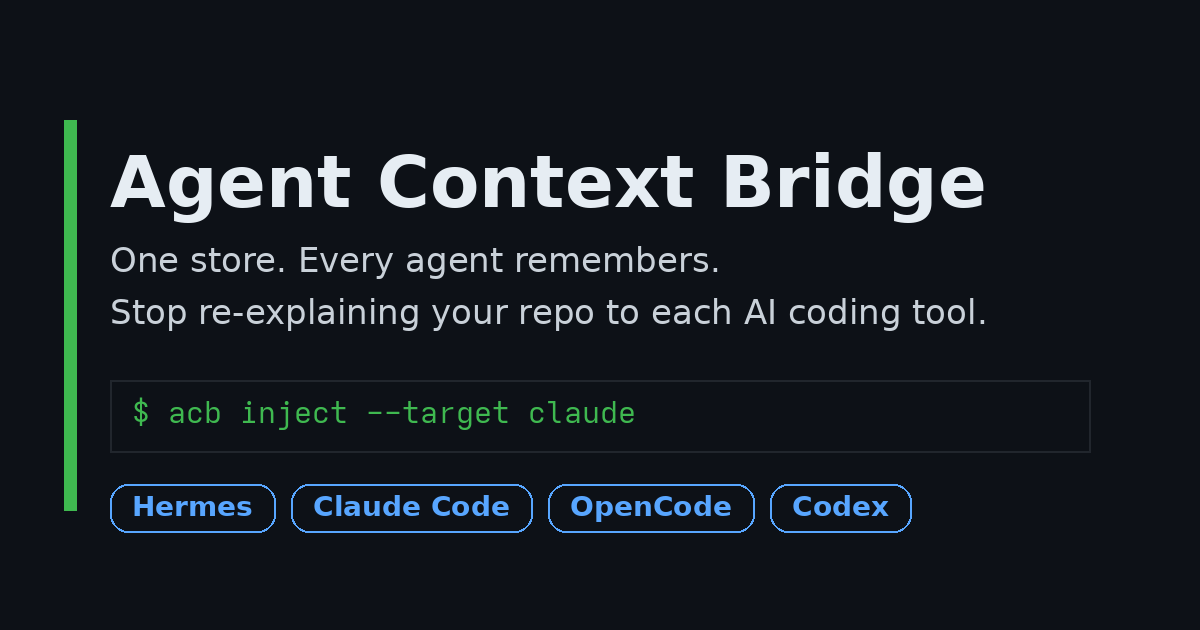 Agent Context Bridge
One store. Every agent remembers.
Stop re-explaining your repo to each AI coding tool.
$ acb inject --target claude
Hermes Claude Code OpenCode Codex